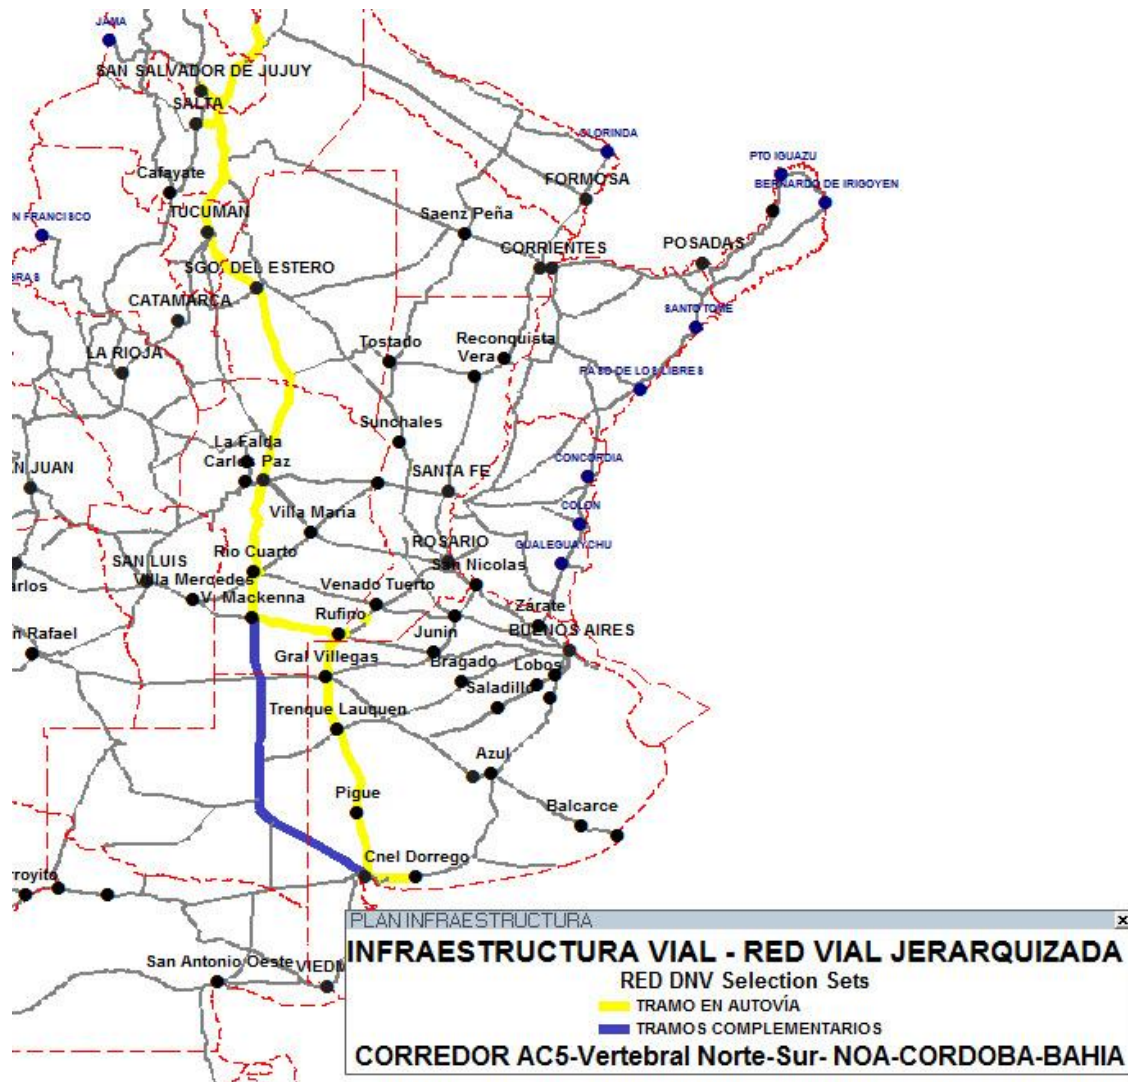 JAMA
SAN SALVADOR DE JUJUY
SALTA
CLORINDA
PTO IGUAZU
FORMOSA
BERNARDO DE IRIGOYEN
Cafayate
TUCUMAN
Saenz Peña
N FRANCISCO
CORRIENTES
POSADAS
SGO. DEL ESTERO
GRAS
CATAMARCA
SANTO TOME
Tostado
Reconquista
LA RIOJA
Vera
PASO DE LOS LIBRES
Sunchales
La Falda
Carlos Paz
SANTA FE
CONCORDIA
N JUAN
COLON
Villa Maria
ROSARIO
GUALEGUAYCHU
Rio Cuarto
SAN LUIS
San Nicolas
Villa Mercedes
Venado Tuerto
arlos
V. Mackenna
Rufino
Zárate
Junin
BUENOS AIRES
n Rafael
Gral Villegas
Bragado
Lobos
Saladillo
Trenque Lauquen
Azul
Pigue
Balcarce
Cnel Dorrego
rroyito
San Antonio Oeste
VIEDM
PLAN INFRAESTRUCTURA
x
INFRAESTRUCTURA VIAL - RED VIAL JERARQUIZADA
RED DNV Selection Sets
TRAMO EN AUTOVÍA
TRAMOS COMPLEMENTARIOS
CORREDOR AC5-Vertebral Norte-Sur- NOA-CORDOBA-BAHIA